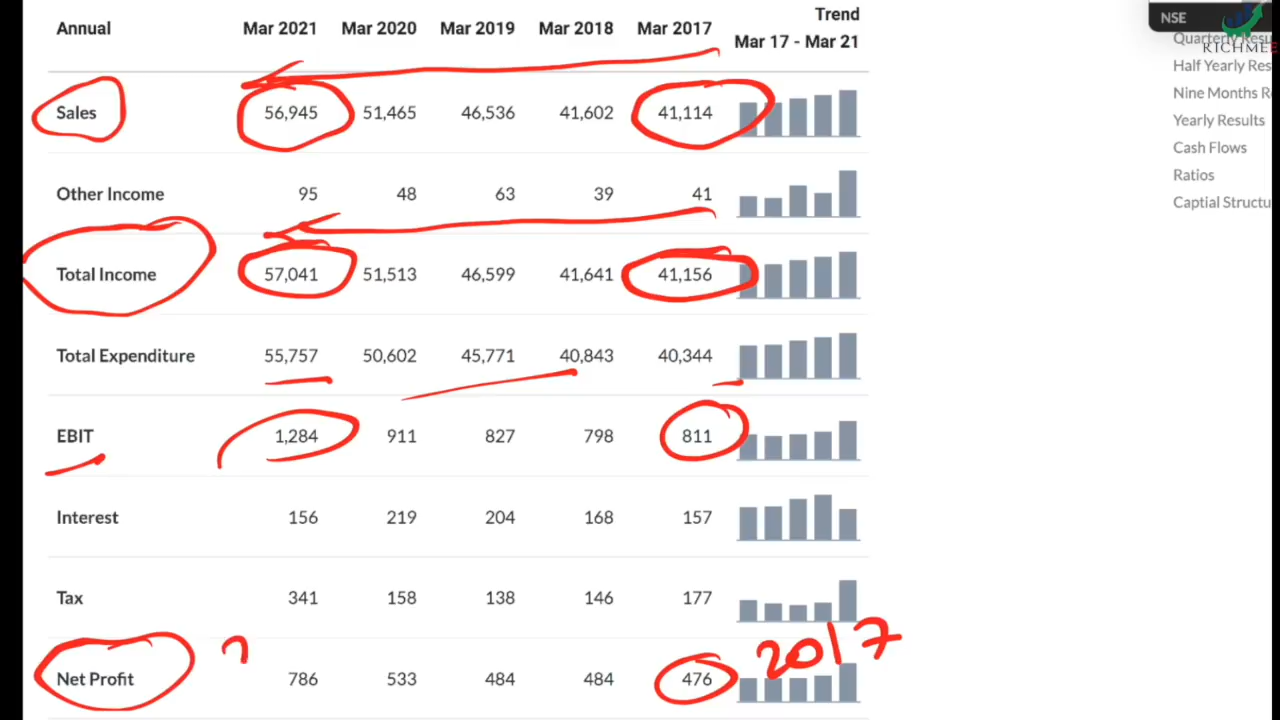 Annual Mar 2021 Mar 2020 Mar 2019 Mar 2018 Mar 2017 Trend
Mar 17 - Mar 21
Sales 56,945 51,465 46,536 41,602 41,114
Other Income 95 48 63 39 41
Total Income 57,041 51,513 46,599 41,641 41,156
Total Expenditure 55,757 50,602 45,771 40,843 40,344
EBIT 1,284 911 827 798 811
Interest 156 219 204 168 157
Tax 341 158 138 146 177
Net Profit 786 533 484 484 476
2017
NSE
RICHMEE
Quarterly Resu
Half Yearly Res
Nine Months R
Yearly Results
Cash Flows
Ratios
Captial Structu